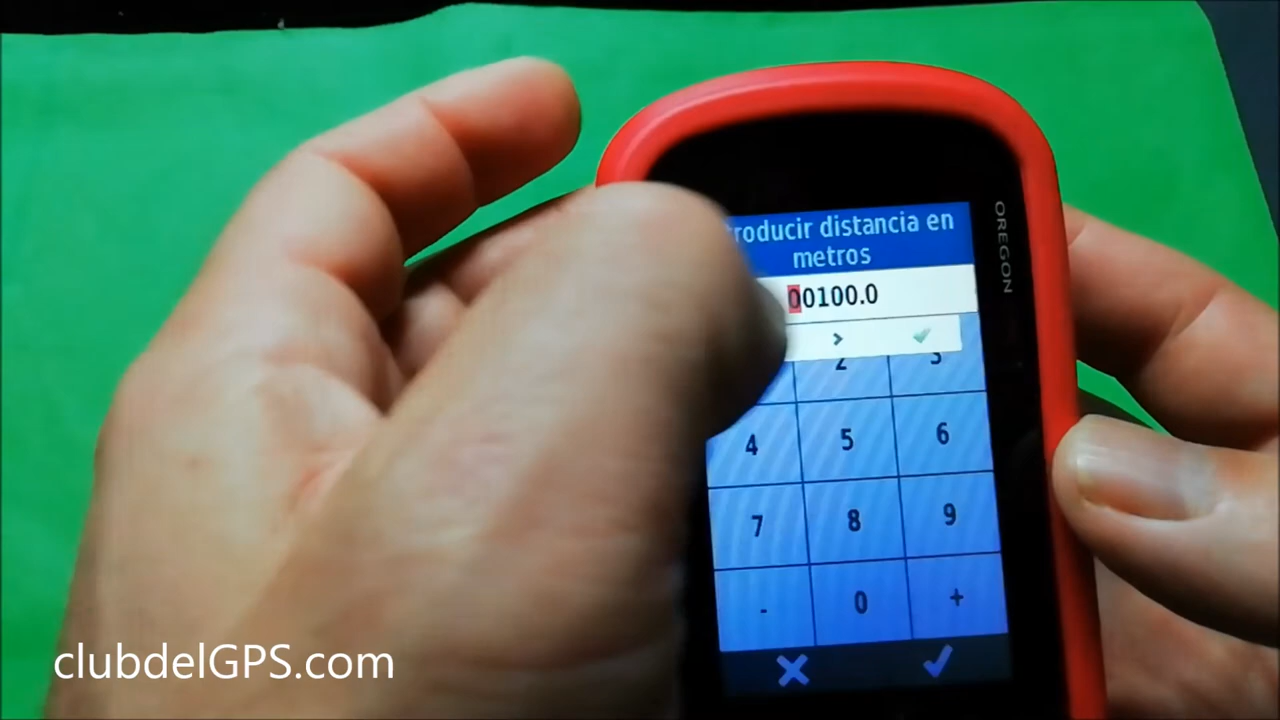 OREGON
troducir distancia en
metros
00100.0
>
2 3
4 5 6
7 8 9
- 0 +
clubdelGPS.com